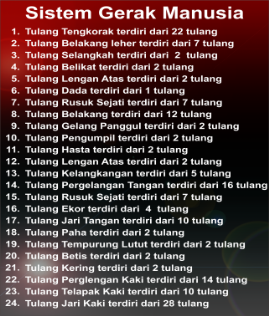 Sistem Gerak Manusia
1. Tulang Tengkorak terdiri dari 22 tulang
2. Tulang Belakang leher terdiri dari 7 tulang
3. Tulang Selangkah terdiri dari 2 tulang
4. Tulang Belikat terdiri dari 2 tulang
5. Tulang Lengan Atas terdiri dari 2 tulang
6. Tulang Dada terdiri dari 1 tulang
7. Tulang Rusuk Sejati terdiri dari 7 tulang
8. Tulang Belakang terdiri dari 12 tulang
9. Tulang Gelang Panggul terdiri dari 2 tulang
10. Tulang Pengumpil terdiri dari 2 tulang
11. Tulang Hasta terdiri dari 2 tulang
12. Tulang Lengan Atas terdiri dari 2 tulang
13. Tulang Kelangkangan terdiri dari 5 tulang
14. Tulang Pergelangan Tangan terdiri dari 16 tulang
15. Tulang Rusuk Sejati terdiri dari 7 tulang
16. Tulang Ekor terdiri dari 4 tulang
17. Tulang Jari Tangan terdiri dari 10 tulang
18. Tulang Paha terdiri dari 2 tulang
19. Tulang Tempurung Lutut terdiri dari 2 tulang
20. Tulang Betis terdiri dari 2 tulang
21. Tulang Kering terdiri dari 2 tulang
22. Tulang Perglengan Kaki terdiri dari 14 tulang
23. Tulang Telapak Kaki terdiri dari 10 tulang
24. Tulang Jari Kaki terdiri dari 28 tulang